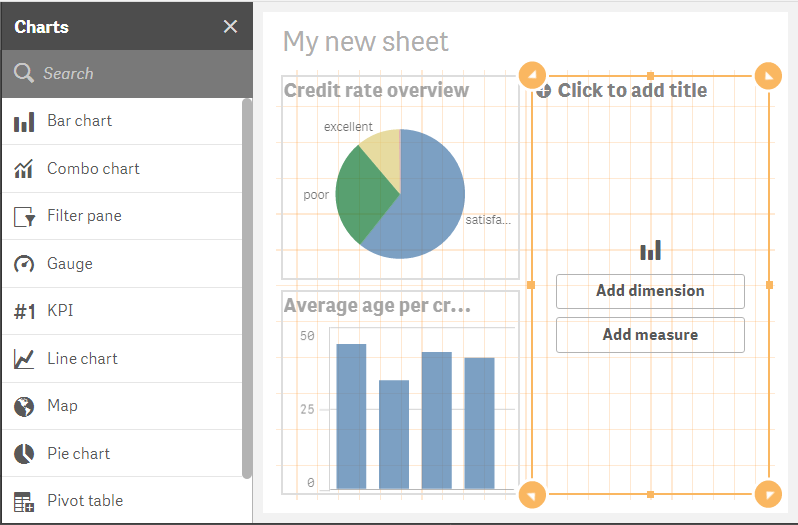 Charts
Search
Bar chart
Combo chart
Filter pane
Gauge
#1 KPI
Line chart
Map
Pie chart
Pivot table
My new sheet
Credit rate overview
excellent
poor
satisfa...
Average age per cr...
50
25
0
Click to add title
Add dimension
Add measure